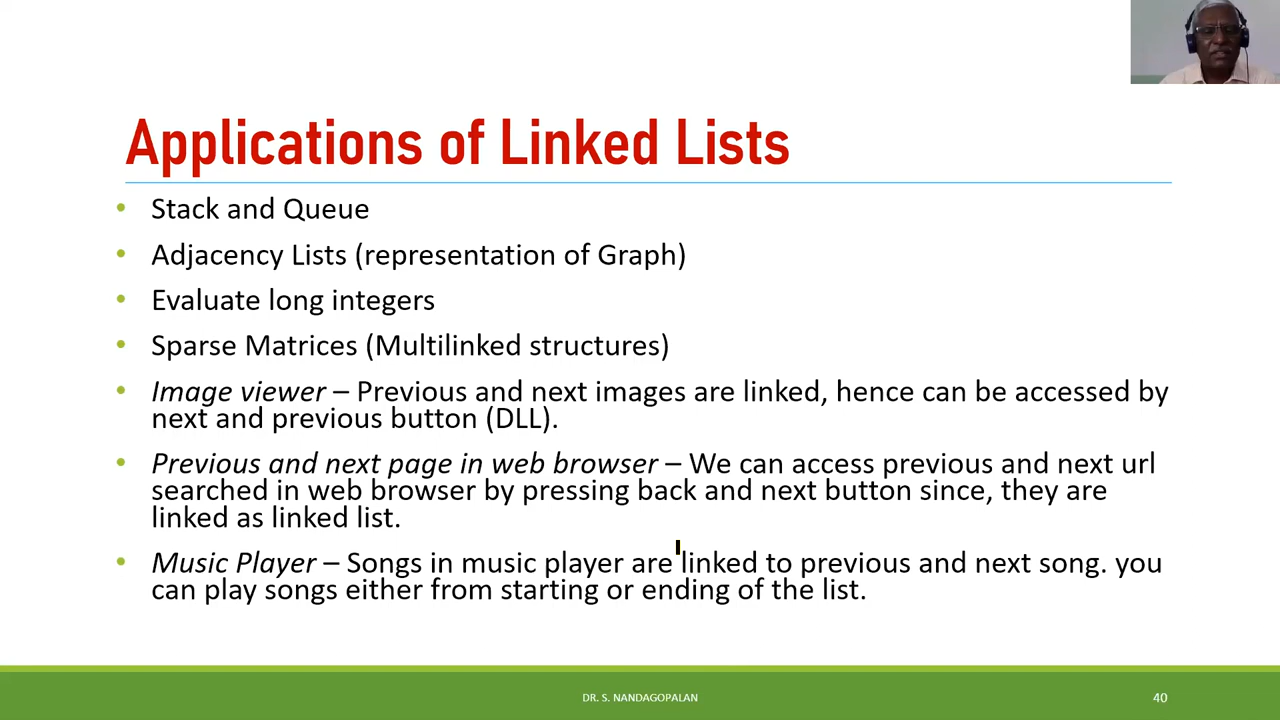 Applications of Linked Lists
• Stack and Queue
• Adjacency Lists (representation of Graph)
• Evaluate long integers
• Sparse Matrices (Multilinked structures)
• Image viewer – Previous and next images are linked, hence can be accessed by
next and previous button (DLL).
• Previous and next page in web browser – We can access previous and next url
searched in web browser by pressing back and next button since, they are
linked as linked list.
• Music Player – Songs in music player are linked to previous and next song. you
can play songs either from starting or ending of the list.
DR. S. NANDAGOPALAN
40